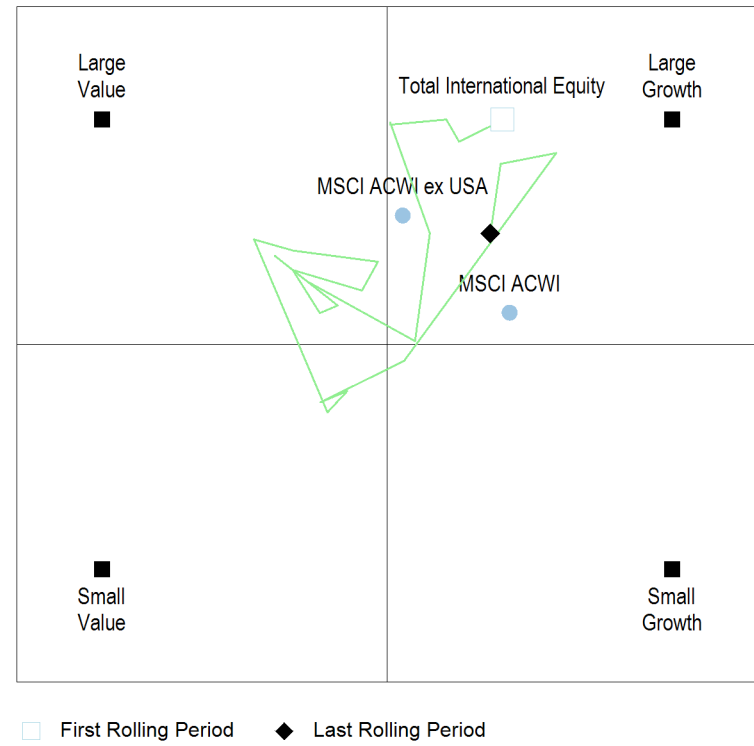 Large
Value
Large
Growth
Total International Equity
MSCI ACWI ex USA
MSCI ACWI
Small
Value
Small
Growth
First Rolling Period
Last Rolling Period